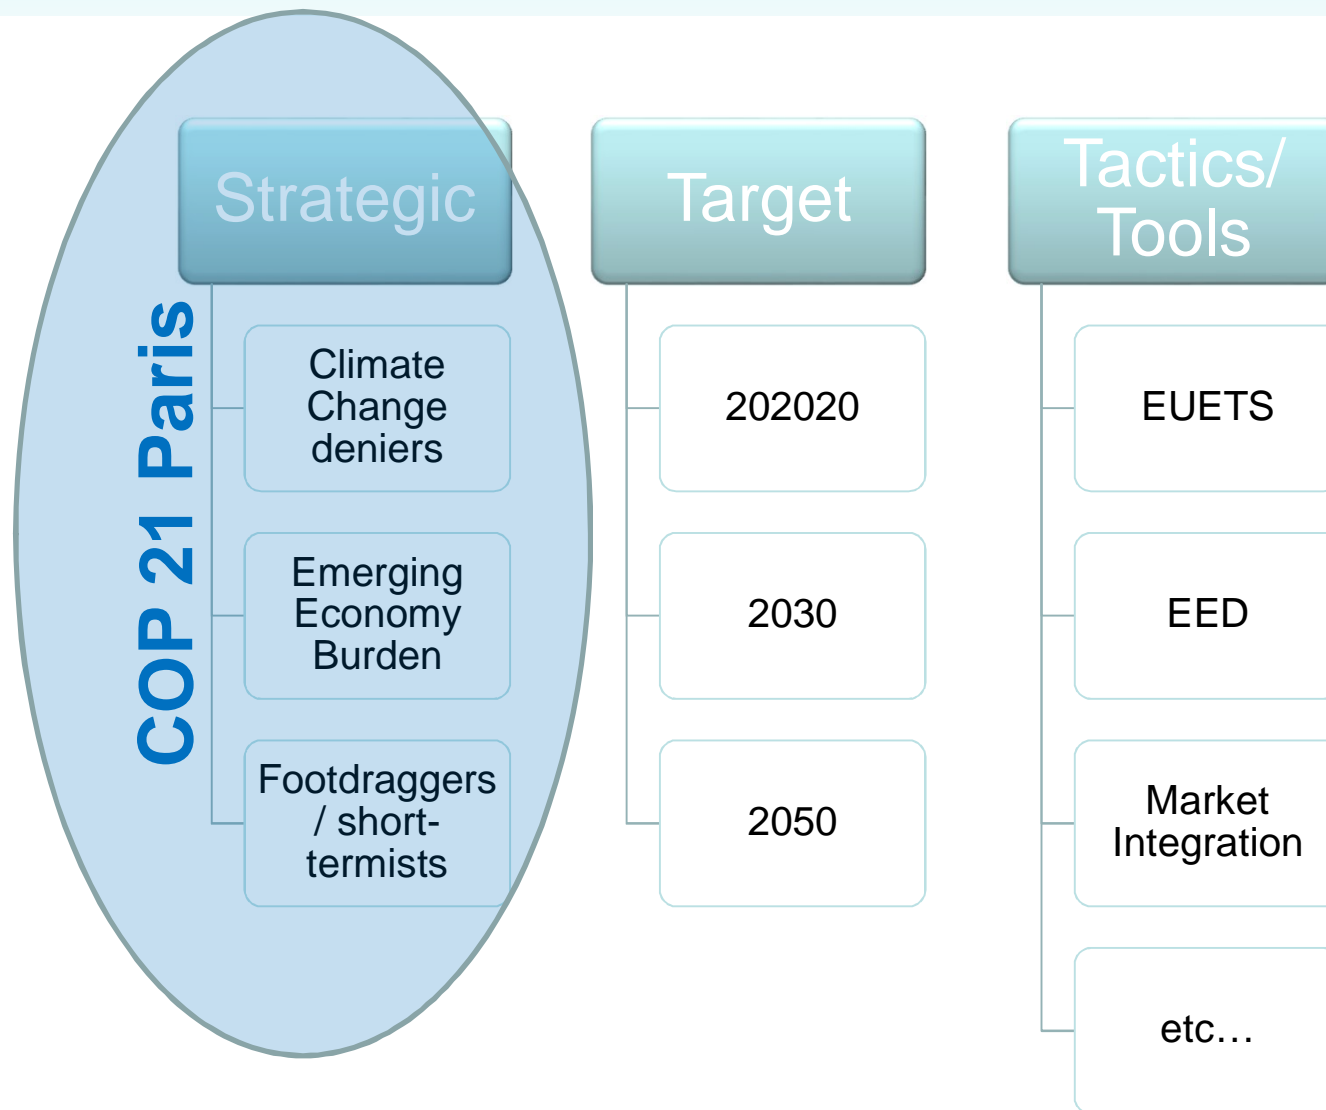 COP 21 Paris
Strategic
Climate
Change
deniers
Emerging
Economy
Burden
Footdraggers
/ short-
termists
Target
202020
2030
2050
Tactics/
Tools
EUETS
EED
Market
Integration
etc…